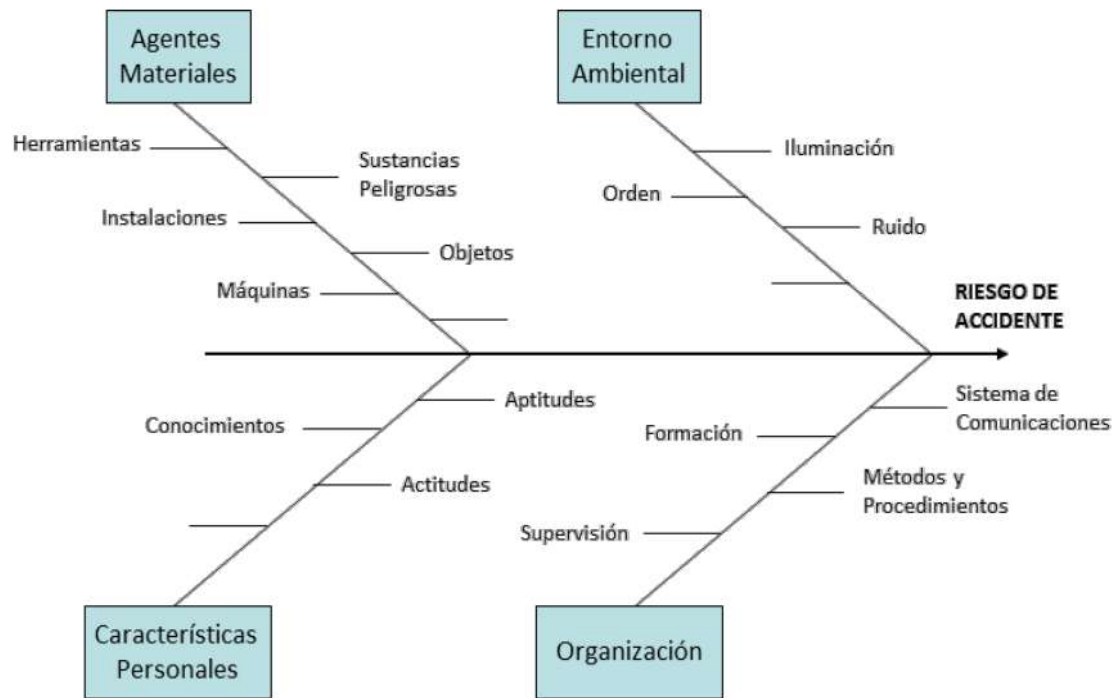 Agentes
Materiales
Entorno
Ambiental
Herramientas
Sustancias
Peligrosas
Instalaciones
Objetos
Máquinas
Iluminación
Orden
Ruido
RIESGO DE
ACCIDENTE
Aptitudes
Conocimientos
Actitudes
Sistema de
Comunicaciones
Formación
Métodos y
Procedimientos
Supervisión
Características
Personales
Organización